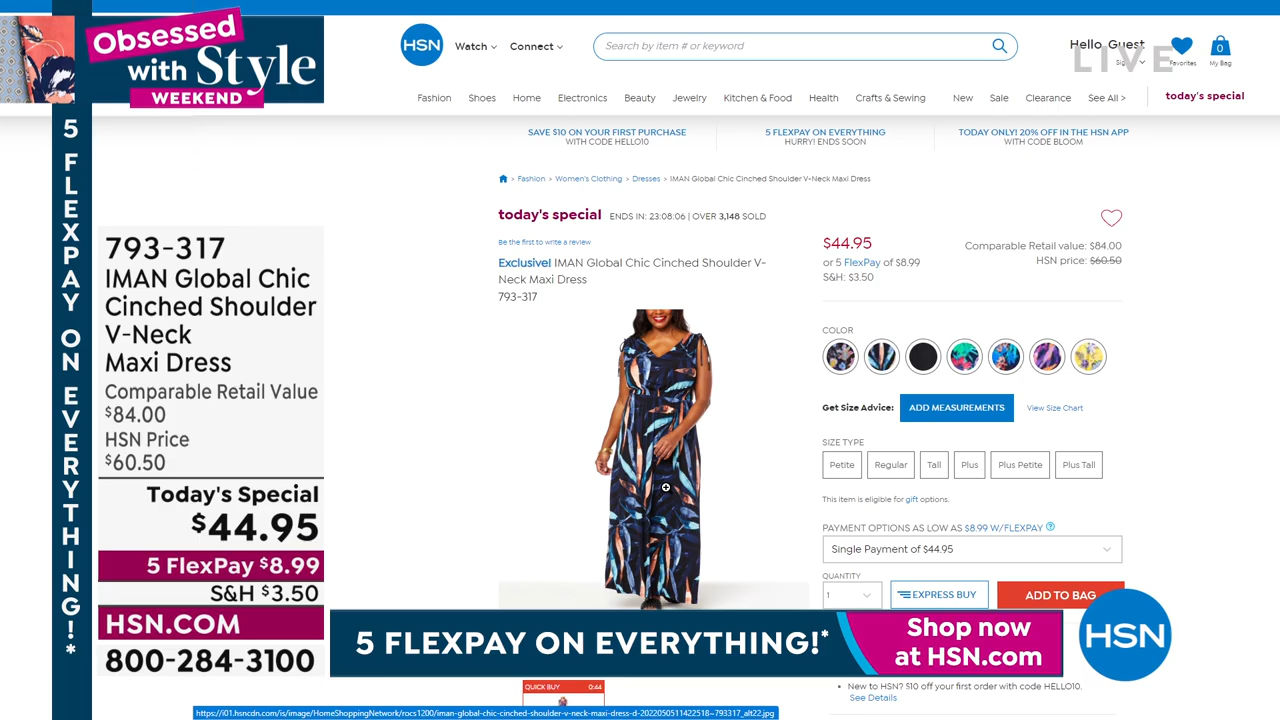 Obsessed
with Style
WEEKEND
5 FLEXPAY ON EVERYTHING!*
793-317
IMAN Global Chic
Cinched Shoulder
V-Neck
Maxi Dress
Comparable Retail Value
$84.00
HSN Price
$60.50
Today's Special
$44.95
5 FlexPay $8.99
S&H $3.50
HSN.COM
800-284-3100
HSN
Watch
Connect
Search by item # or keyword
Hello, Guest
LIVE
Favorites
0
My Bag
Fashion Shoes Home Electronics Beauty Jewelry Kitchen & Food Health Crafts & Sewing New Sale Clearance See All > today's special
SAVE $10 ON YOUR FIRST PURCHASE
WITH CODE HELLO10
5 FLEXPAY ON EVERYTHING
HURRY! ENDS SOON
TODAY ONLY! 20% OFF IN THE HSN APP
WITH CODE BLOOM
> Fashion > Women's Clothing > Dresses > IMAN Global Chic Cinched Shoulder V-Neck Maxi Dress
today's special ENDS IN: 23:08:06 | OVER 3,148 SOLD
Be the first to write a review
Exclusive! IMAN Global Chic Cinched Shoulder V-
Neck Maxi Dress
793-317
$44.95
or 5 FlexPay of $8.99
S&H: $3.50
Comparable Retail value: $84.00
HSN price: $60.50
COLOR
Get Size Advice: ADD MEASUREMENTS View Size Chart
SIZE TYPE
Petite Regular Tall Plus Plus Petite Plus Tall
This item is eligible for gift options.
PAYMENT OPTIONS AS LOW AS $8.99 W/FLEXPAY
Single Payment of $44.95
QUANTITY
1
EXPRESS BUY
ADD TO BAG
5 FLEXPAY ON EVERYTHING!*
Shop now
at HSN.com
HSN
QUICK BUY 0:44
• New to HSN? $10 off your first order with code HELLO10.
See Details
https://i01.hsncdn.com/is/image/HomeShoppingNetwork/rocs1200/iman-global-chic-cinched-shoulder-v-neck-maxi-dress-d-2022050511422518~793317_alt22.jpg